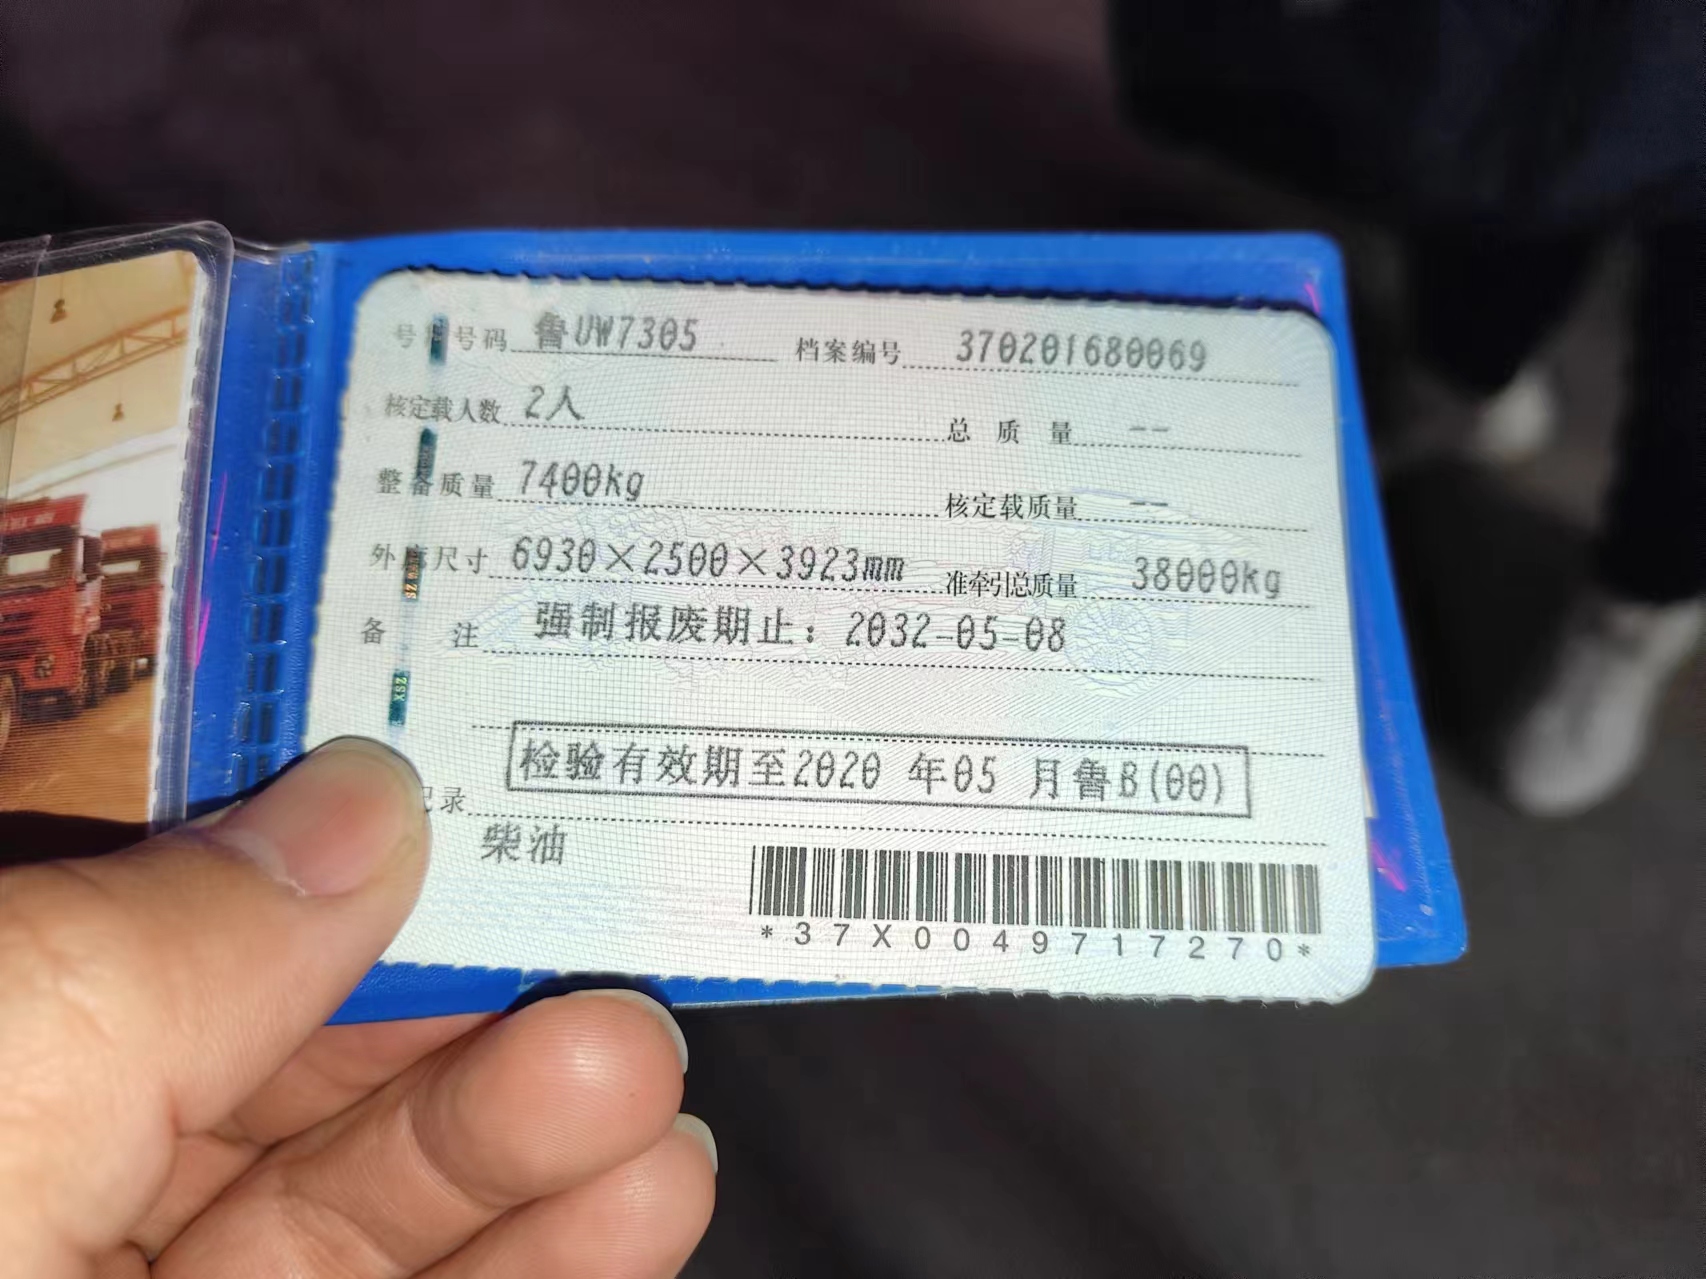 号牌号码 鲁UW7305 档案编号 370201680069
核定载人数 2人 总质量 --
整备质量 7400kg 核定载质量 --
外廓尺寸 6930×2500×3923mm 准牵引总质量 38000kg
备注 强制报废期止：2032-05-08
检验有效期至2020 年05 月鲁B(00)
记录
柴油
*37X0049717270*